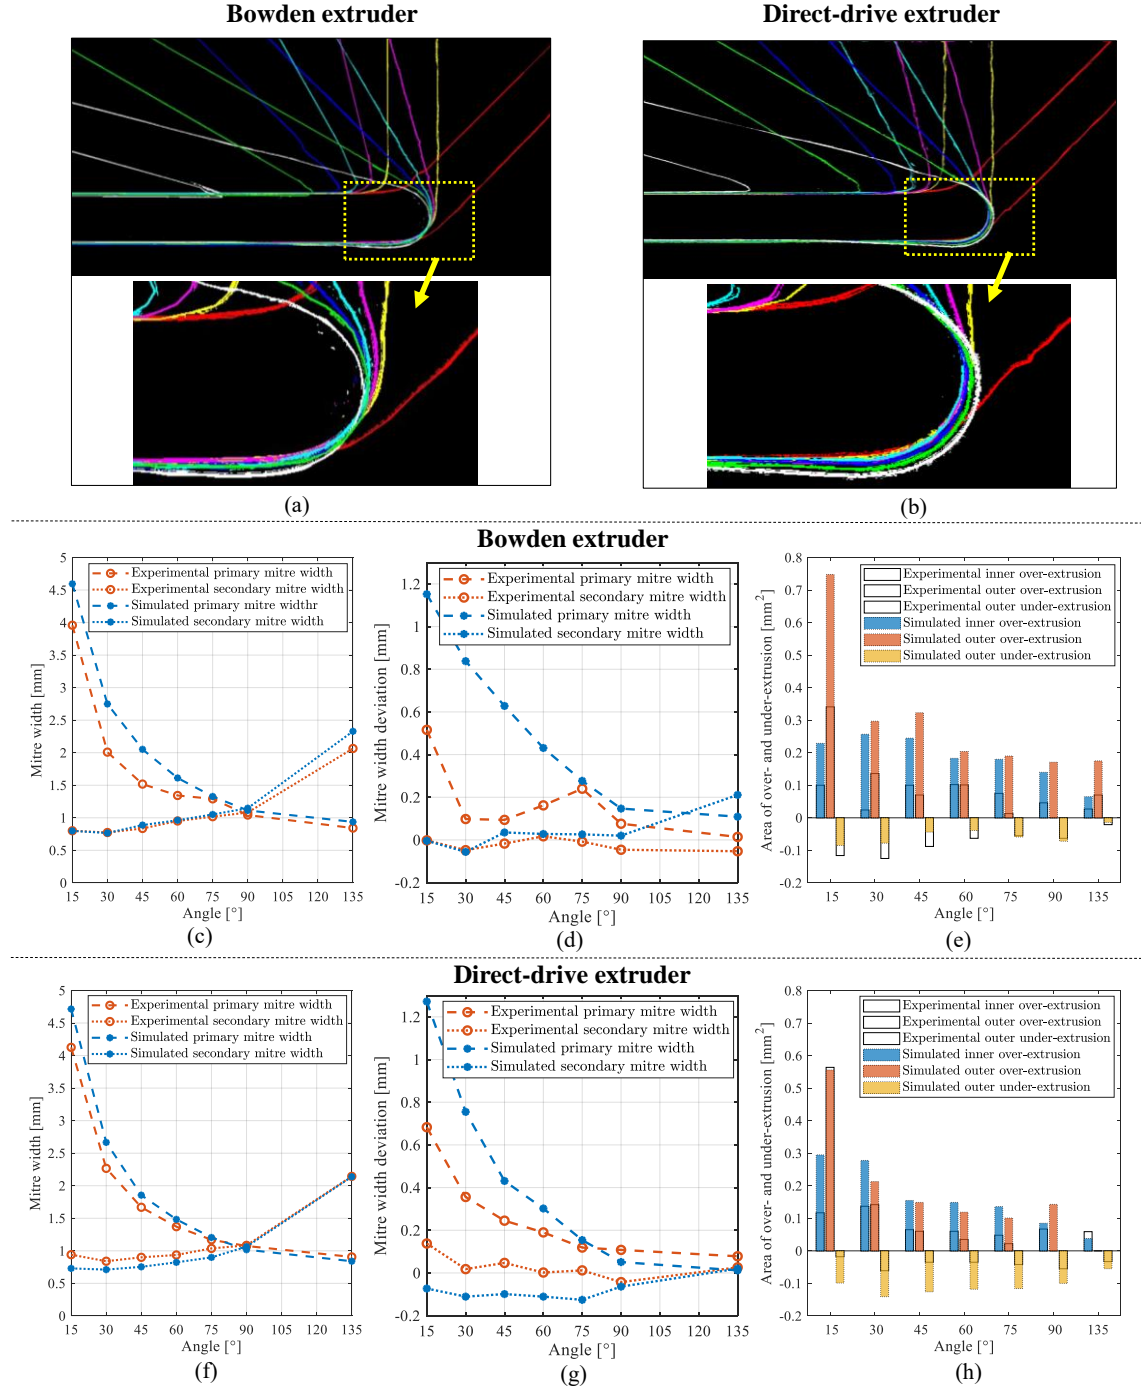 Bowden extruder
Direct-drive extruder
(a)
(b)
Bowden extruder
5
4.5
4
3.5
3
2.5
2
1.5
1
0.5
0
Mitre width [mm]
Experimental primary mitre width
Experimental secondary mitre width
Simulated primary mitre widthr
Simulated secondary mitre width
15 30 45 60 75 90 105 135
Angle [°]
(c)
1.2
1
0.8
0.6
0.4
0.2
0
-0.2
Mitre width deviation [mm]
Experimental primary mitre width
Experimental secondary mitre width
Simulated primary mitre width
Simulated secondary mitre width
15 30 45 60 75 90 105 135
Angle [°]
(d)
0.8
0.7
0.6
0.5
0.4
0.3
0.2
0.1
0
-0.1
-0.2
Area of over- and under-extrusion [mm²]
Experimental inner over-extrusion
Experimental outer over-extrusion
Experimental outer under-extrusion
Simulated inner over-extrusion
Simulated outer over-extrusion
Simulated outer under-extrusion
15 30 45 60 75 90 135
Angle [°]
(e)
Direct-drive extruder
5
4.5
4
3.5
3
2.5
2
1.5
1
0.5
0
Mitre width [mm]
Experimental primary mitre width
Experimental secondary mitre width
Simulated primary mitre width
Simulated secondary mitre width
15 30 45 60 75 90 105 135
Angle [°]
(f)
1.2
1
0.8
0.6
0.4
0.2
0
-0.2
Mitre width deviation [mm]
Experimental primary mitre width
Experimental secondary mitre width
Simulated primary mitre width
Simulated secondary mitre width
15 30 45 60 75 90 105 135
Angle [°]
(g)
0.8
0.7
0.6
0.5
0.4
0.3
0.2
0.1
0
-0.1
-0.2
Area of over- and under-extrusion [mm²]
Experimental inner over-extrusion
Experimental outer over-extrusion
Experimental outer under-extrusion
Simulated inner over-extrusion
Simulated outer over-extrusion
Simulated outer under-extrusion
15 30 45 60 75 90 135
Angle [°]
(h)